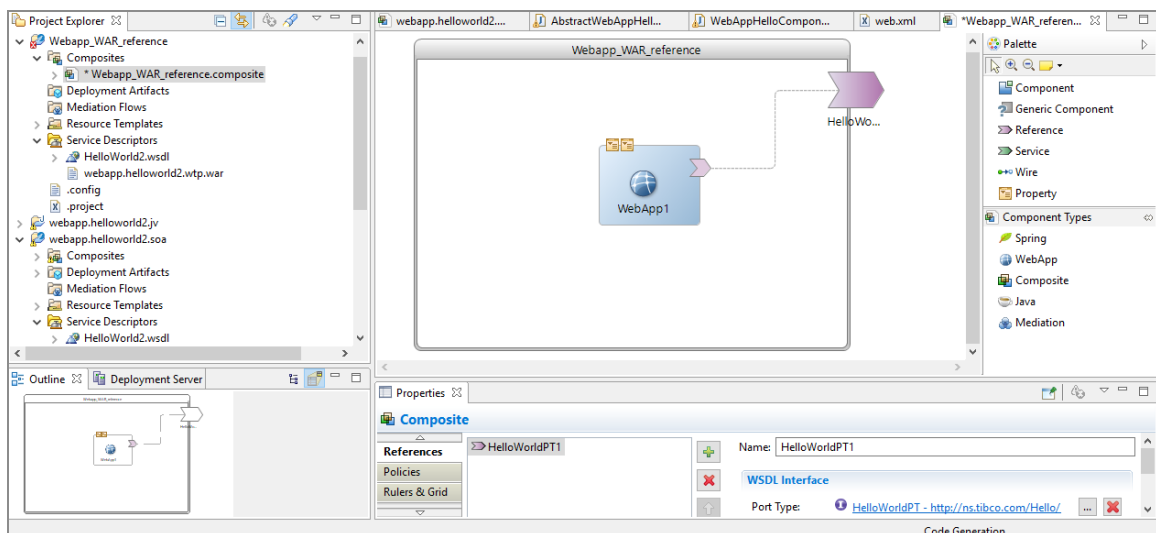 Project Explorer
Webapp_WAR_reference
Composites
* Webapp_WAR_reference.composite
Deployment Artifacts
Mediation Flows
Resource Templates
Service Descriptors
HelloWorld2.wsdl
webapp.helloworld2.wtp.war
.config
.project
webapp.helloworld2.jv
webapp.helloworld2.soa
Composites
Deployment Artifacts
Mediation Flows
Resource Templates
Service Descriptors
HelloWorld2.wsdl
Outline
Deployment Server
webapp.helloworld2....
AbstractWebAppHell...
WebAppHelloCompon...
web.xml
*Webapp_WAR_referen...
Webapp_WAR_reference
HelloWo...
WebApp1
Palette
Component
Generic Component
Reference
Service
Wire
Property
Component Types
Spring
WebApp
Composite
Java
Mediation
Properties
Composite
References
Policies
Rulers & Grid
HelloWorldPT1
Name: HelloWorldPT1
WSDL Interface
Port Type: HelloWorldPT - http://ns.tibco.com/Hello/ ...
Code Generation